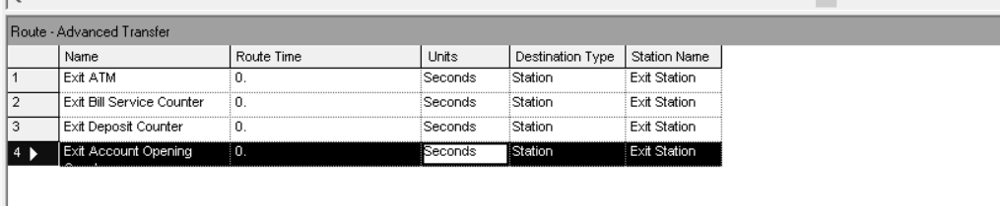 Route - Advanced Transfer
Name Route Time Units Destination Type Station Name
1 Exit ATM 0. Seconds Station Exit Station
2 Exit Bill Service Counter 0. Seconds Station Exit Station
3 Exit Deposit Counter 0. Seconds Station Exit Station
4 Exit Account Opening 0. Seconds Station Exit Station